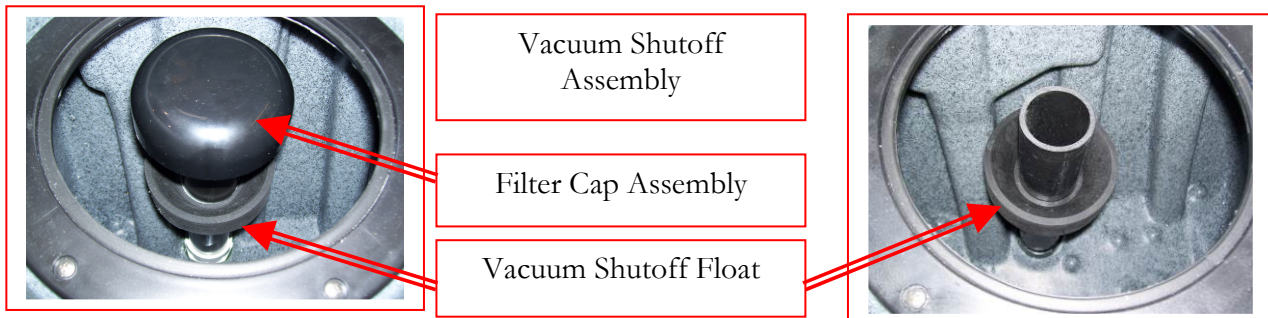 Vacuum Shutoff
Assembly
Filter Cap Assembly
Vacuum Shutoff Float